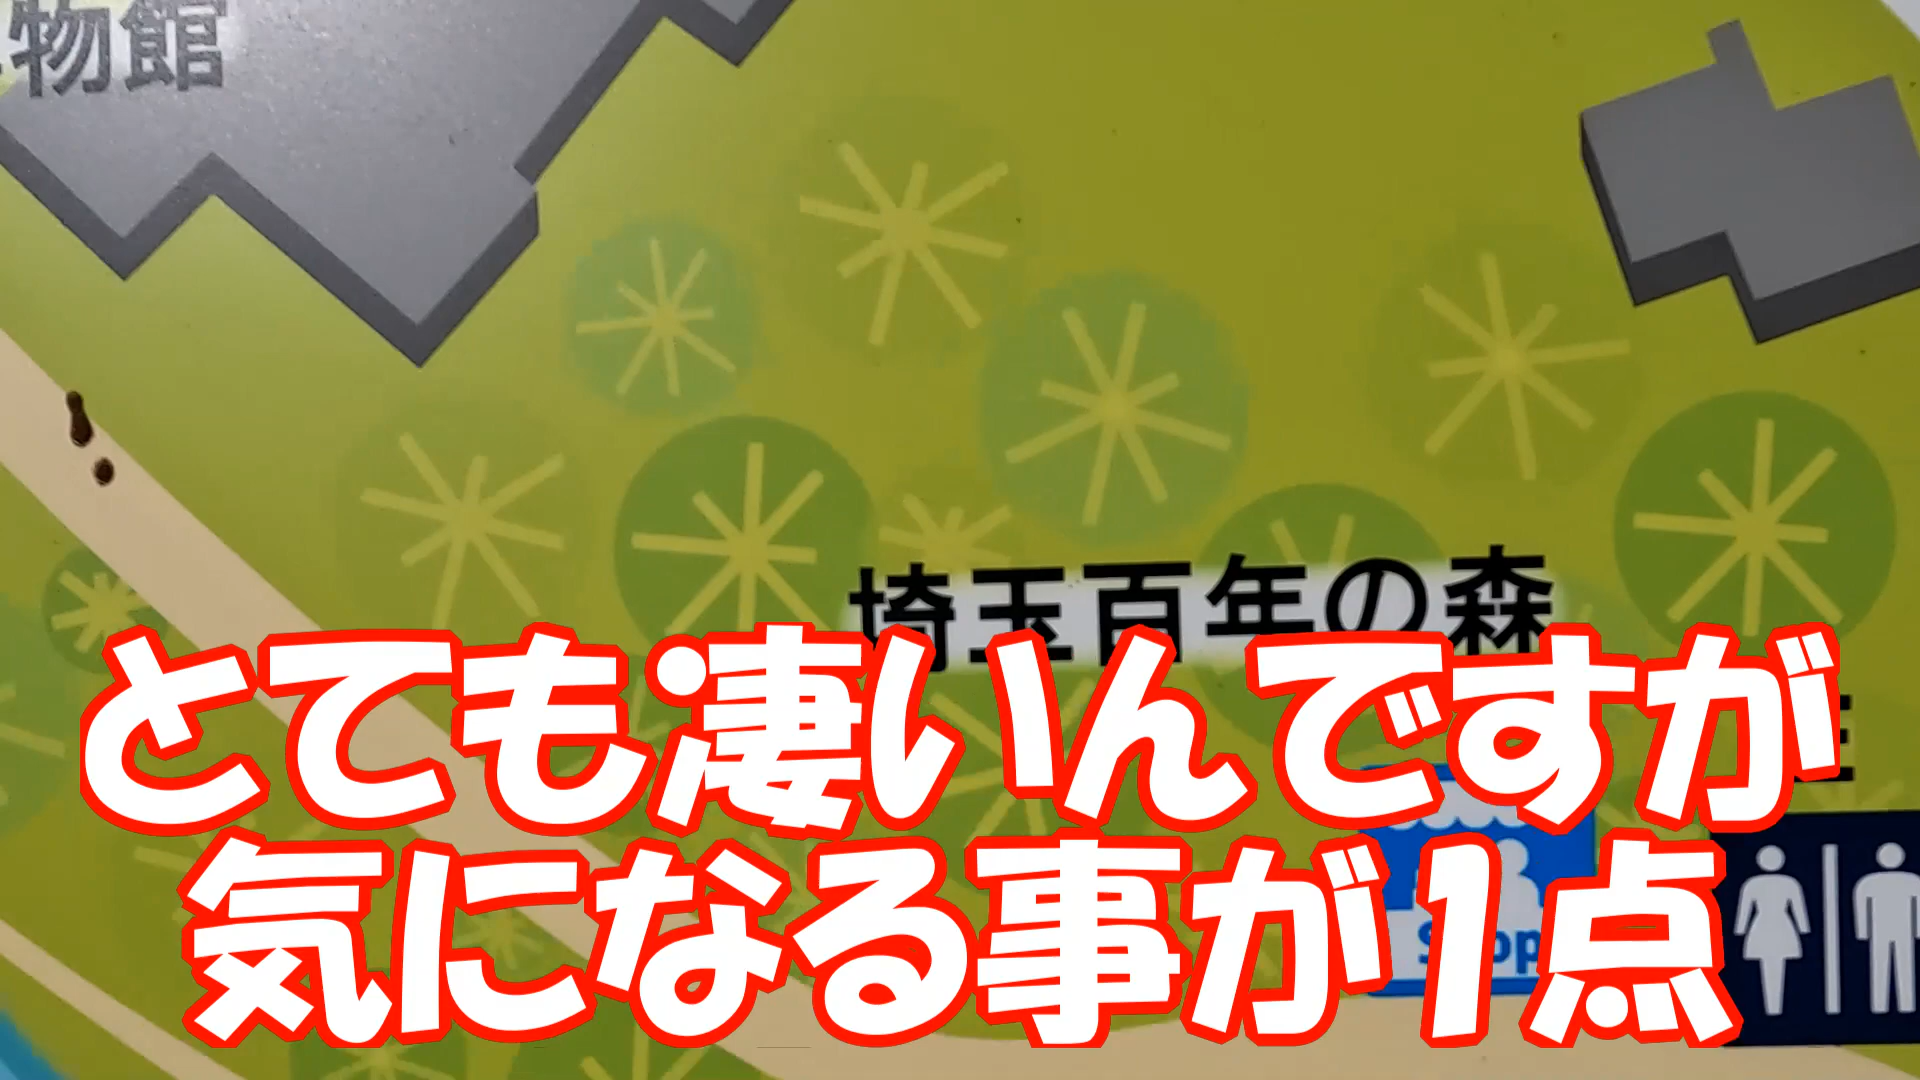 物館
埼玉百年の森
とても凄いんですが
気になる事が1点